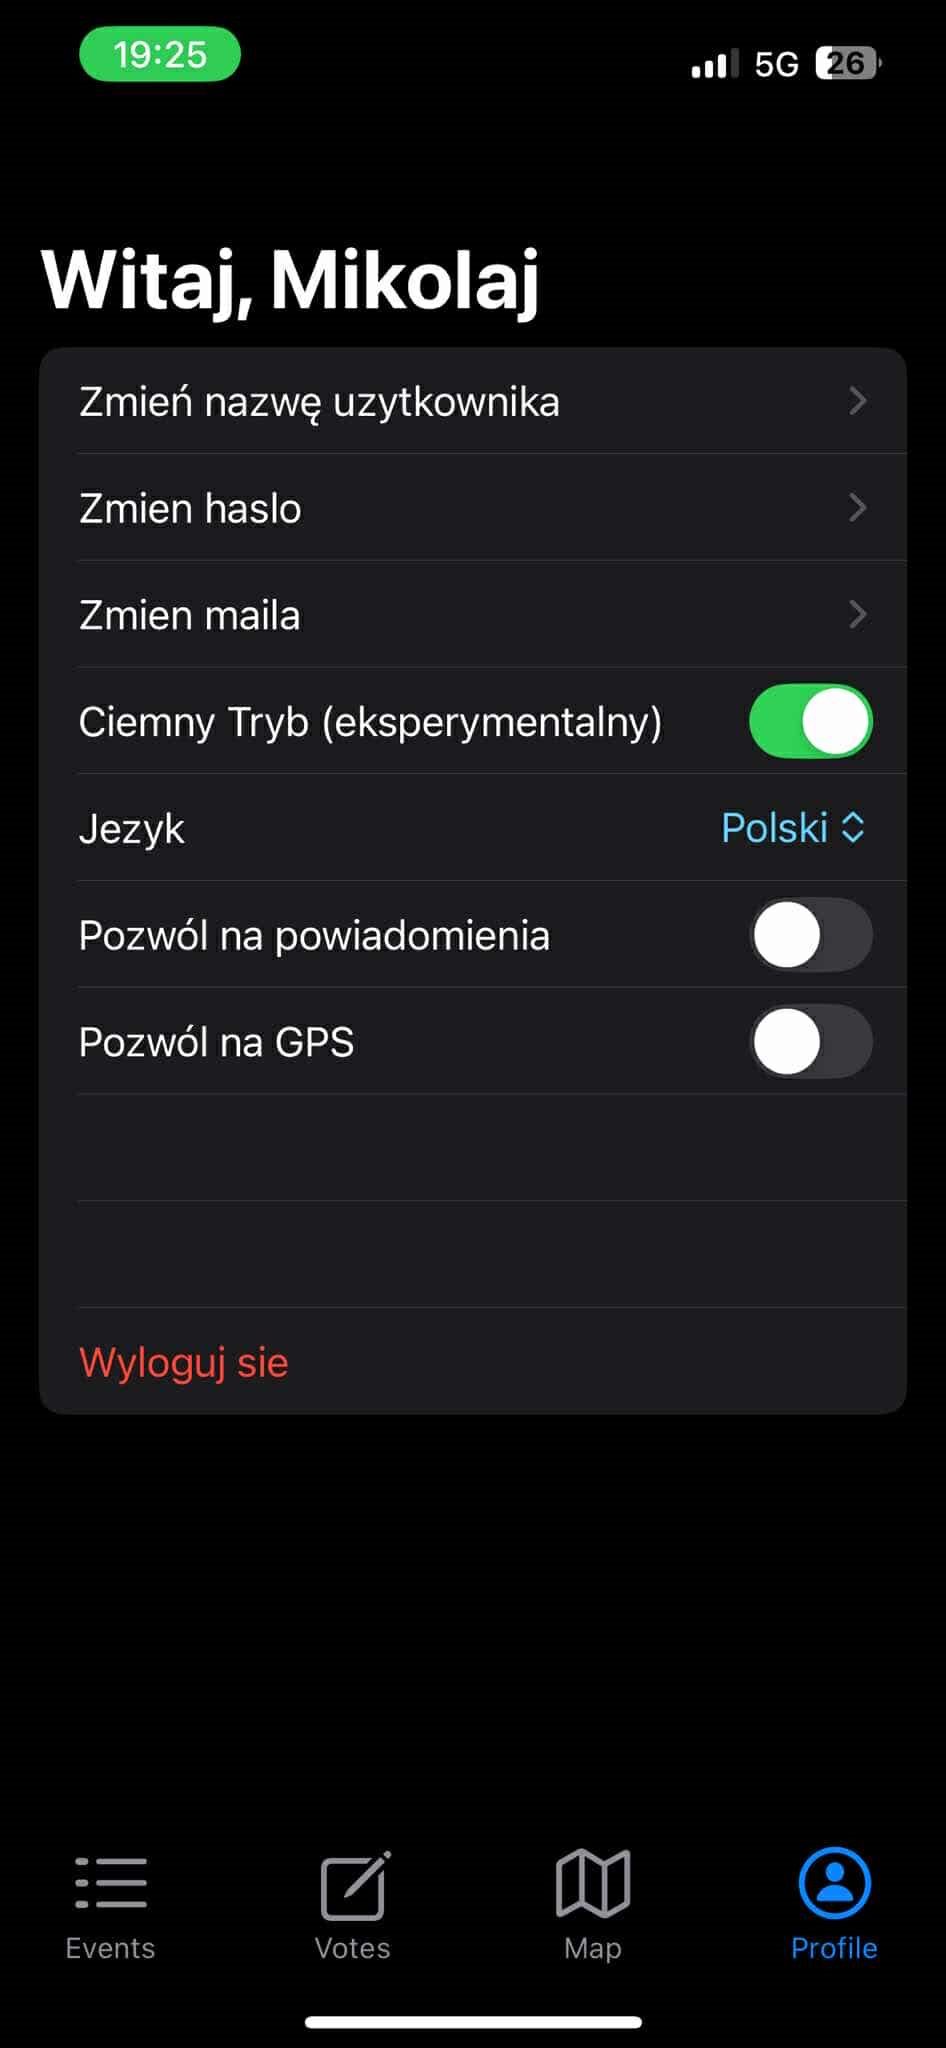 19:25
5G 26
Witaj, Mikolaj
Zmień nazwę uzytkownika
Zmien haslo
Zmien maila
Ciemny Tryb (eksperymentalny)
Jezyk Polski
Pozwól na powiadomienia
Pozwól na GPS
Wyloguj sie
Events Votes Map Profile